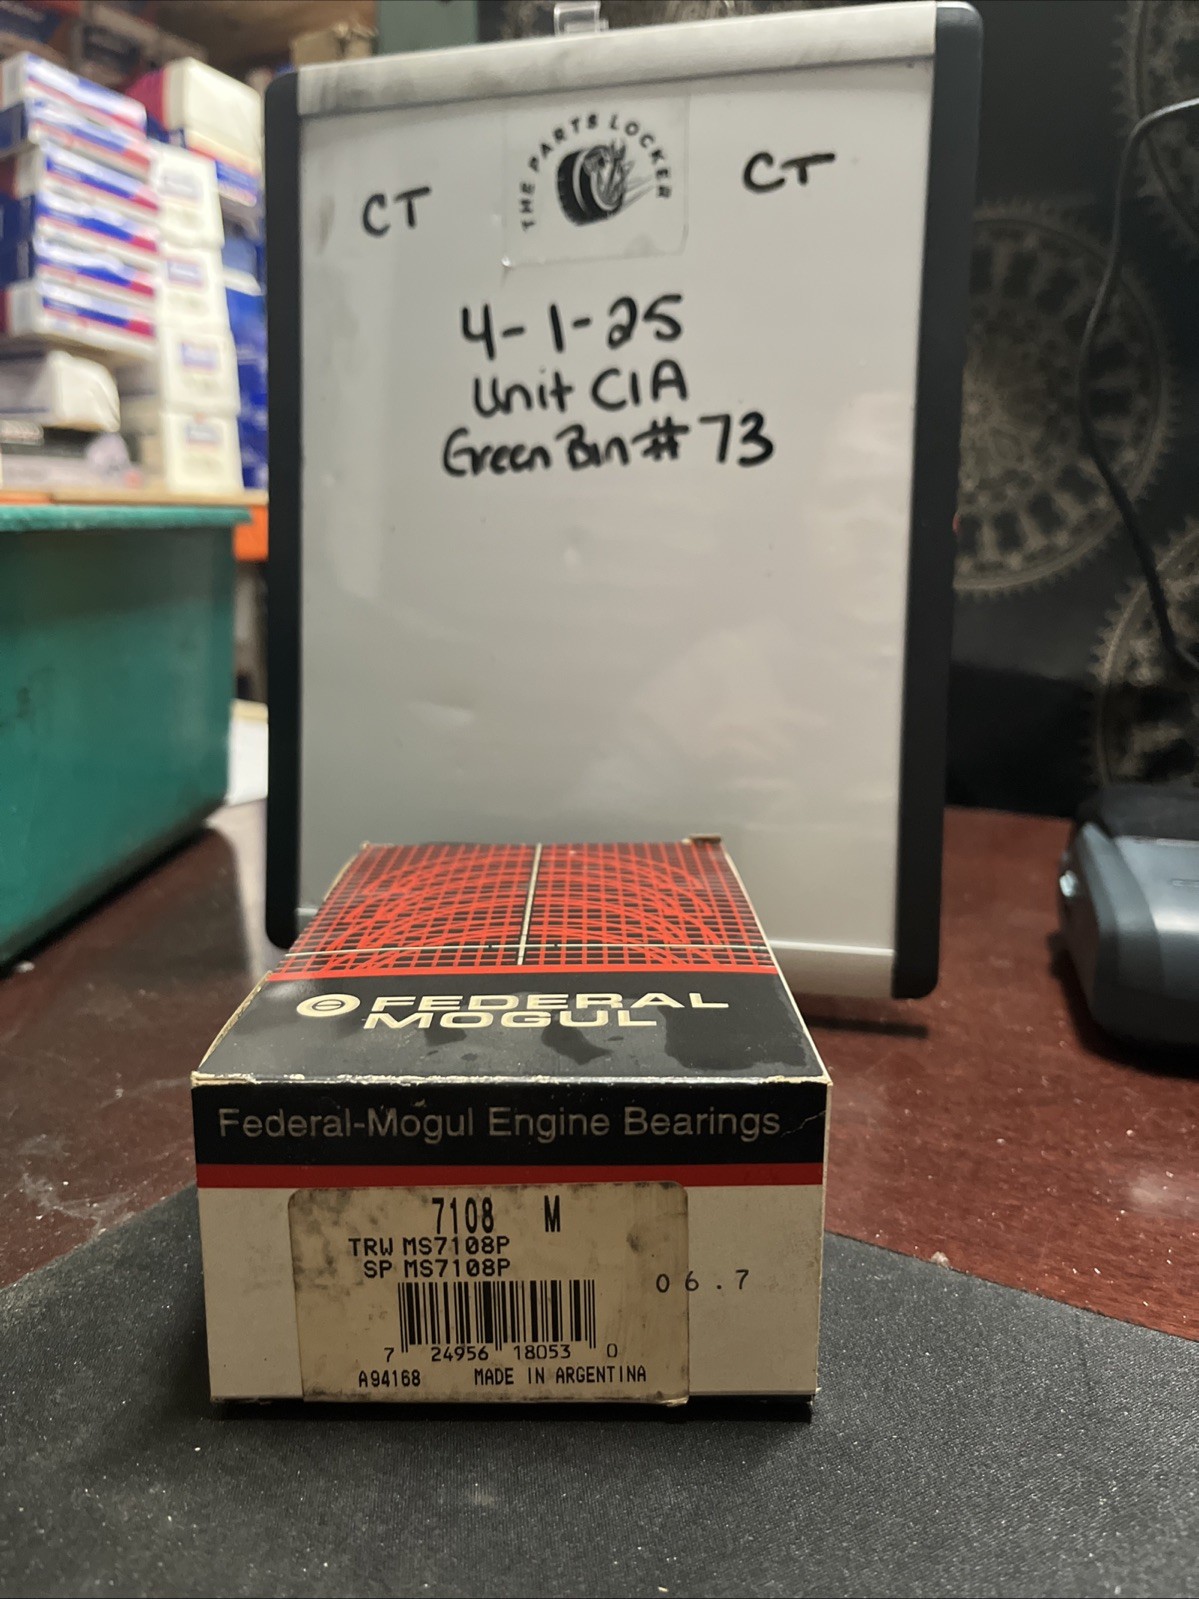 THE PARTS LOCKER
CT
CT
4-1-25
Unit C1A
Green Bin # 73
FEDERAL
MOGUL
Federal-Mogul Engine Bearings
7108 M
TRW MS7108P
SP MS7108P
06.7
7 24956 18053 0
A94168 MADE IN ARGENTINA